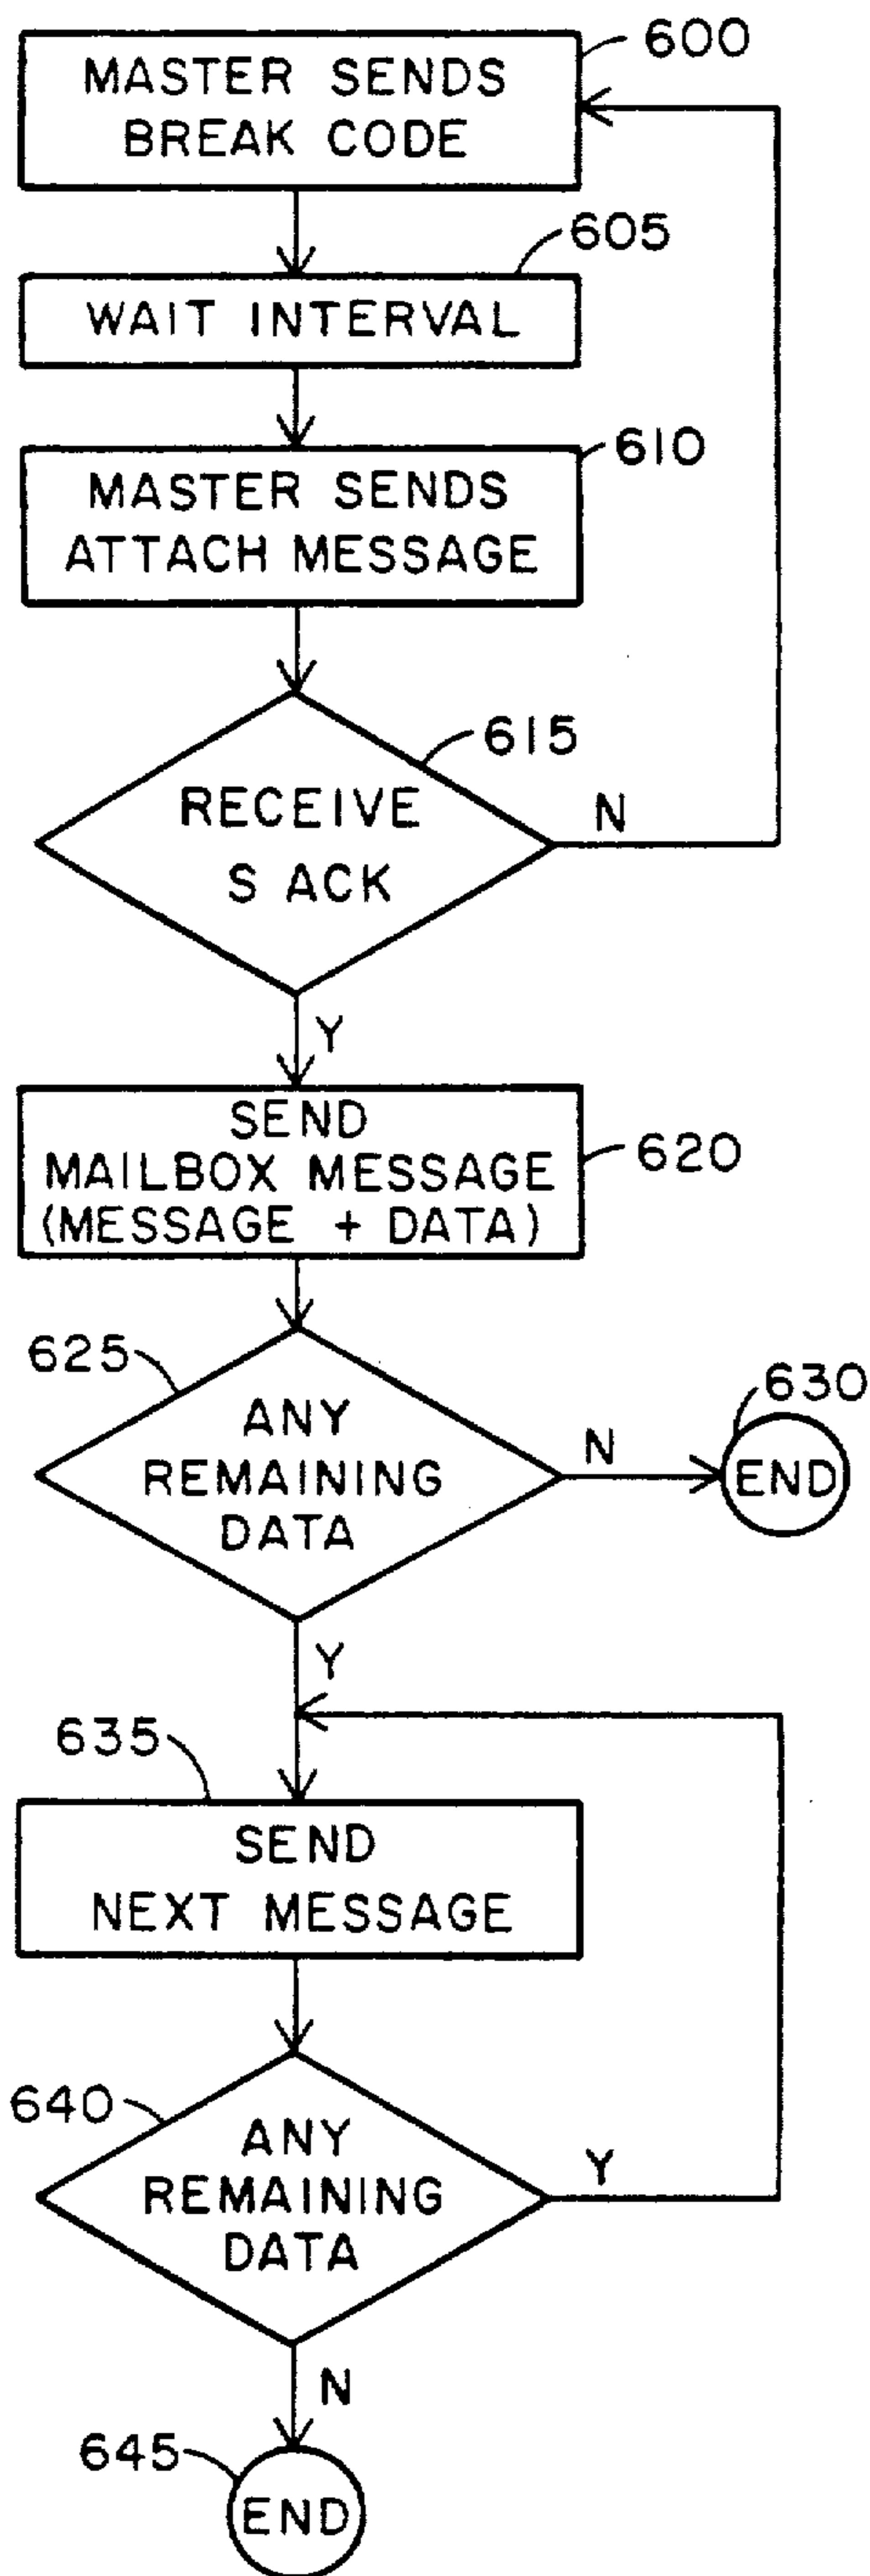 600
MASTER SENDS
BREAK CODE
605
WAIT INTERVAL
610
MASTER SENDS
ATTACH MESSAGE
615
RECEIVE
S ACK
N
Y
SEND
MAILBOX MESSAGE
(MESSAGE + DATA)
620
625
ANY
REMAINING
DATA
N
630
END
Y
635
SEND
NEXT MESSAGE
640
ANY
REMAINING
DATA
Y
N
645
END